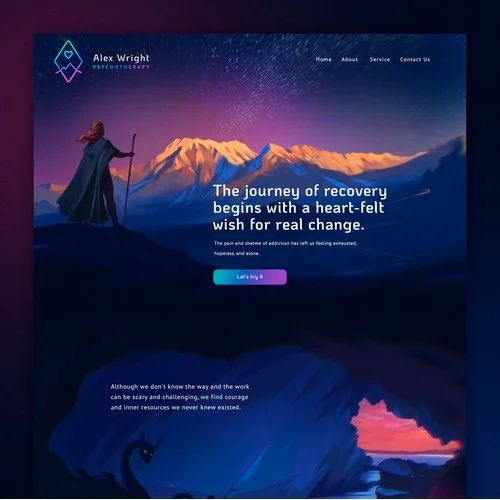 Alex Wright
PSYCHOTHERAPY
Home About Service Contact Us
The journey of recovery
begins with a heart-felt
wish for real change.
The pain and shatme of addiction has left us feeling exhausted,
hopeless, and alone.
Let's try it
Although we don't know the way and the work
can be scary and challenging, we find courage
and inner resources we never knew existed.